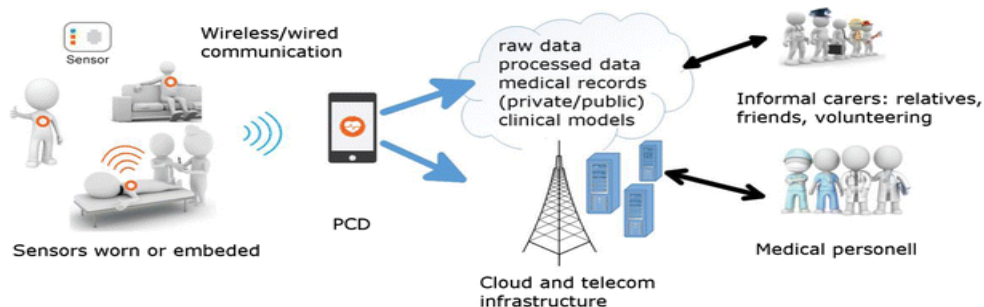 Sensor
Wireless/wired
communication
raw data
processed data
medical records
(private/public)
clinical models
Informal carers: relatives,
friends, volunteering
PCD
Sensors worn or embeded
Medical personell
Cloud and telecom
infrastructure